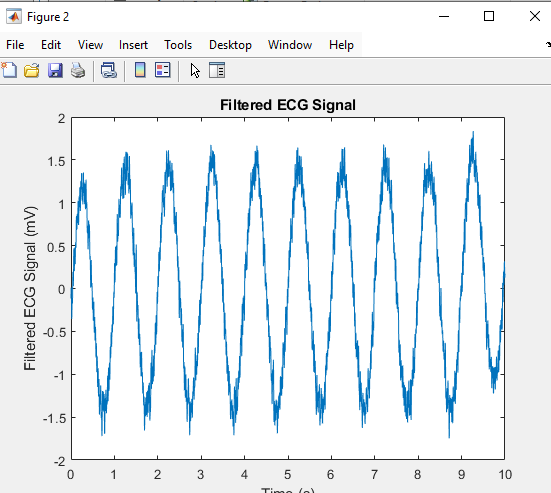 Figure 2
File Edit View Insert Tools Desktop Window Help
Filtered ECG Signal
Filtered ECG Signal (mV)
2
1.5
1
0.5
0
-0.5
-1
-1.5
-2
0 1 2 3 4 5 6 7 8 9 10
Time (s)